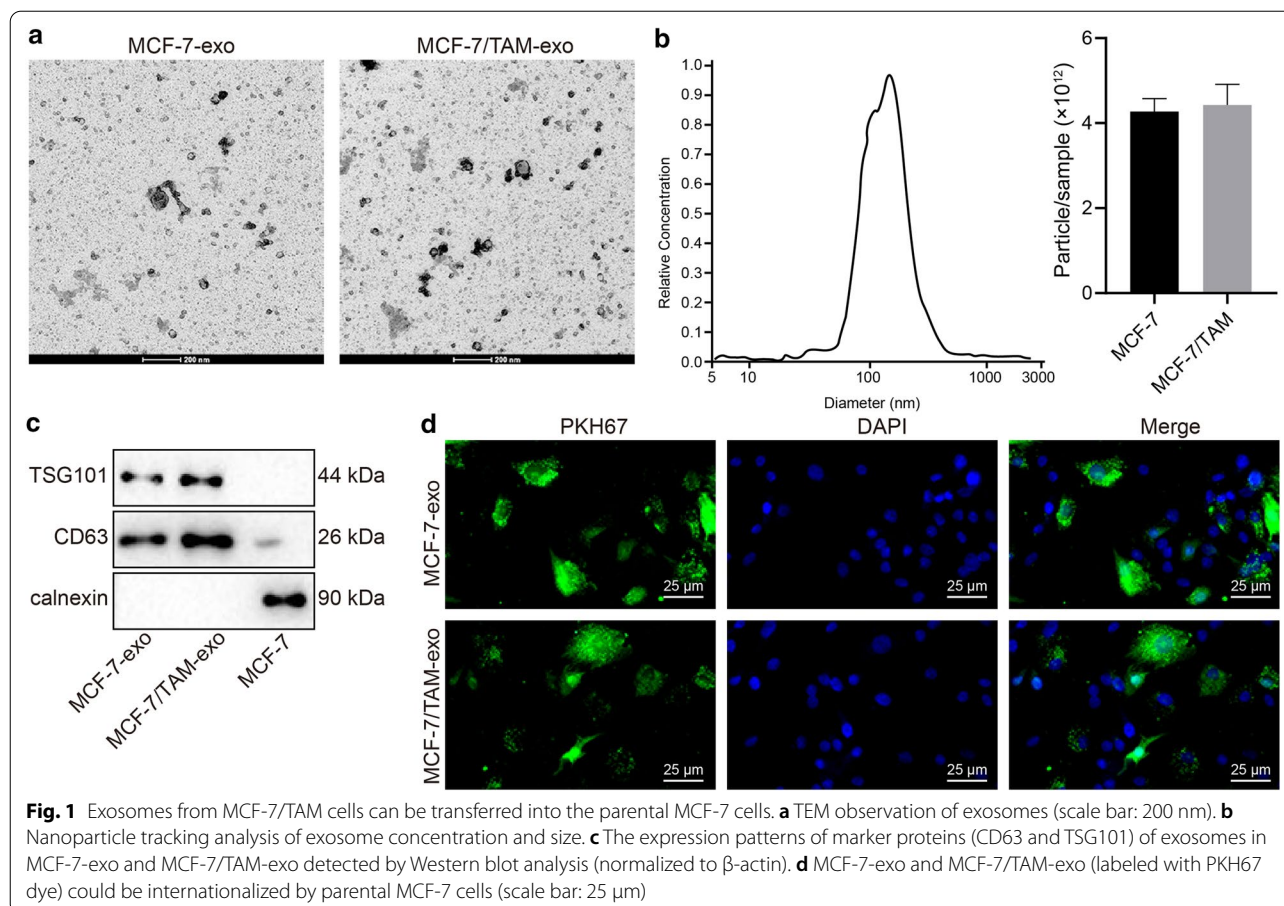 a
MCF-7-exo
MCF-7/TAM-exo
200 nm
200 nm
b
Relative Concentration
1.0
0.9
0.8
0.7
0.6
0.5
0.4
0.3
0.2
0.1
0.0
5 10 100 1000 3000
Diameter (nm)
Particle/sample (×10¹²)
6
4
2
0
MCF-7
MCF-7/TAM
c
TSG101 44 kDa
CD63 26 kDa
calnexin 90 kDa
MCF-7-exo
MCF-7/TAM-exo
MCF-7
d
PKH67 DAPI Merge
MCF-7-exo
25 µm 25 µm 25 µm
MCF-7/TAM-exo
25 µm 25 µm 25 µm
Fig. 1 Exosomes from MCF-7/TAM cells can be transferred into the parental MCF-7 cells. a TEM observation of exosomes (scale bar: 200 nm). b
Nanoparticle tracking analysis of exosome concentration and size. c The expression patterns of marker proteins (CD63 and TSG101) of exosomes in
MCF-7-exo and MCF-7/TAM-exo detected by Western blot analysis (normalized to β-actin). d MCF-7-exo and MCF-7/TAM-exo (labeled with PKH67
dye) could be internationalized by parental MCF-7 cells (scale bar: 25 µm)